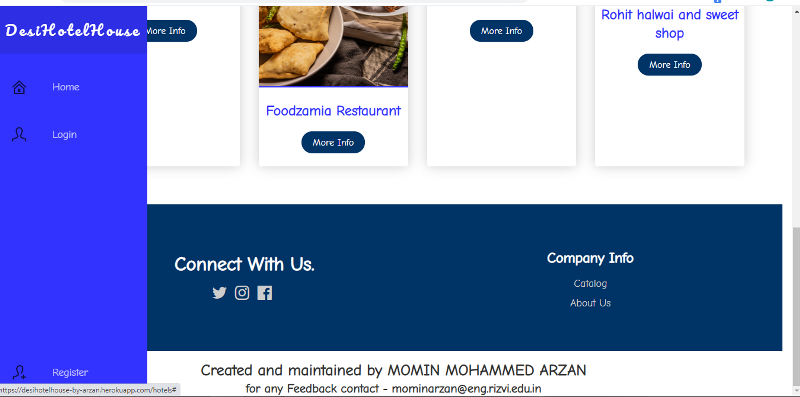 DesiHotelHouse
Home
Login
Register
More Info
Foodzamia Restaurant
More Info
More Info
Rohit halwai and sweet
shop
More Info
Connect With Us.
Company Info
Catalog
About Us
Created and maintained by MOMIN MOHAMMED ARZAN
for any Feedback contact - mominarzan@eng.rizvi.edu.in
https://desihotelhouse-by-arzan.herokuapp.com/hotels#